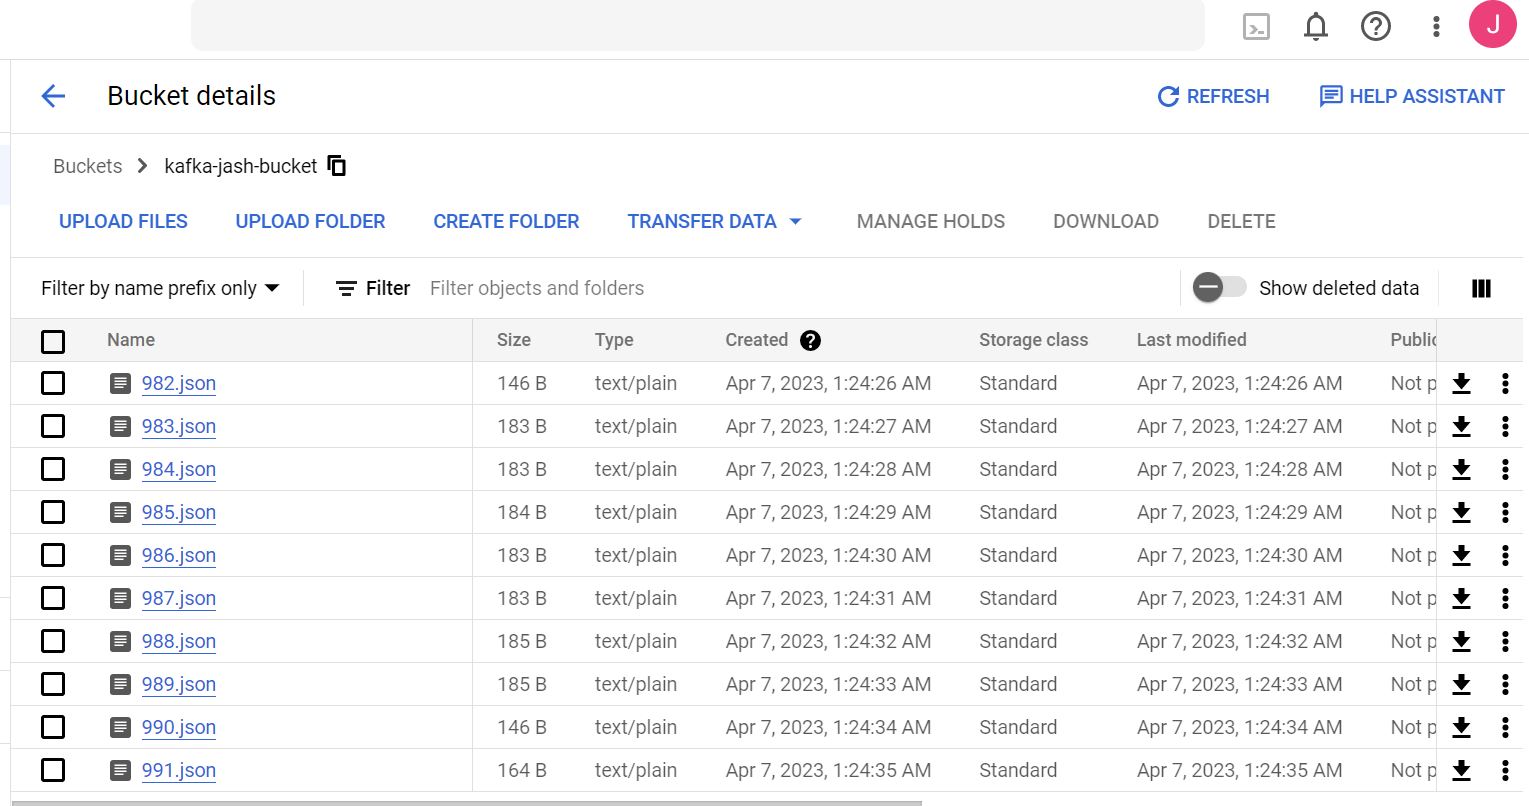 J
Bucket details REFRESH HELP ASSISTANT
Buckets kafka-jash-bucket
UPLOAD FILES UPLOAD FOLDER CREATE FOLDER TRANSFER DATA MANAGE HOLDS DOWNLOAD DELETE
Filter by name prefix only Filter Filter objects and folders Show deleted data
Name Size Type Created Storage class Last modified Public
982.json 146 B text/plain Apr 7, 2023, 1:24:26 AM Standard Apr 7, 2023, 1:24:26 AM Not p
983.json 183 B text/plain Apr 7, 2023, 1:24:27 AM Standard Apr 7, 2023, 1:24:27 AM Not p
984.json 183 B text/plain Apr 7, 2023, 1:24:28 AM Standard Apr 7, 2023, 1:24:28 AM Not p
985.json 184 B text/plain Apr 7, 2023, 1:24:29 AM Standard Apr 7, 2023, 1:24:29 AM Not p
986.json 183 B text/plain Apr 7, 2023, 1:24:30 AM Standard Apr 7, 2023, 1:24:30 AM Not p
987.json 183 B text/plain Apr 7, 2023, 1:24:31 AM Standard Apr 7, 2023, 1:24:31 AM Not p
988.json 185 B text/plain Apr 7, 2023, 1:24:32 AM Standard Apr 7, 2023, 1:24:32 AM Not p
989.json 185 B text/plain Apr 7, 2023, 1:24:33 AM Standard Apr 7, 2023, 1:24:33 AM Not p
990.json 146 B text/plain Apr 7, 2023, 1:24:34 AM Standard Apr 7, 2023, 1:24:34 AM Not p
991.json 164 B text/plain Apr 7, 2023, 1:24:35 AM Standard Apr 7, 2023, 1:24:35 AM Not p